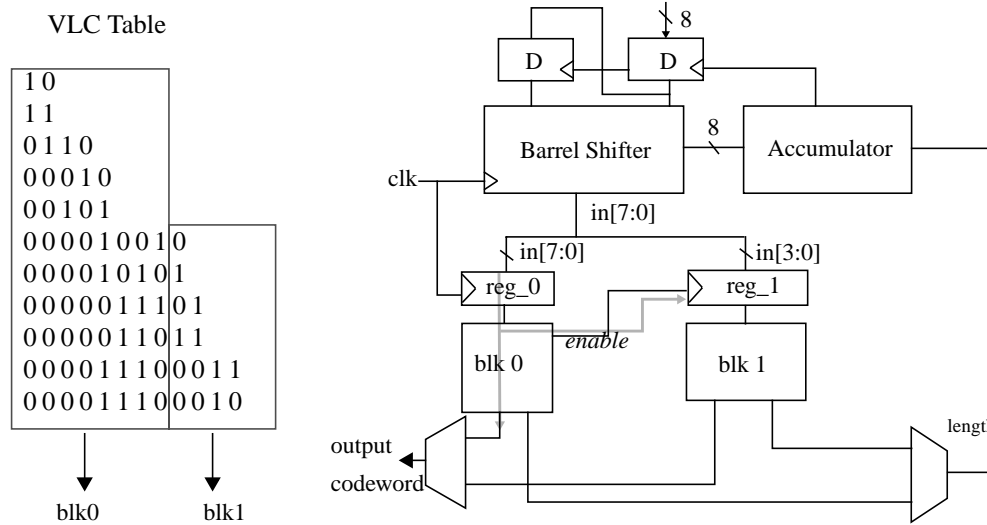 VLC Table
1 0
1 1
0 1 1 0
0 0 0 1 0
0 0 1 0 1
0 0 0 0 1 0 0 1 0
0 0 0 0 1 0 1 0 1
0 0 0 0 0 1 1 1 0 1
0 0 0 0 0 1 1 0 1 1
0 0 0 0 1 1 1 0 0 0 1 1
0 0 0 0 1 1 1 0 0 0 1 0
blk0
blk1
8
D
D
Barrel Shifter
8
Accumulator
clk
in[7:0]
in[7:0]
in[3:0]
reg_0
reg_1
enable
blk 0
blk 1
output
codeword
length